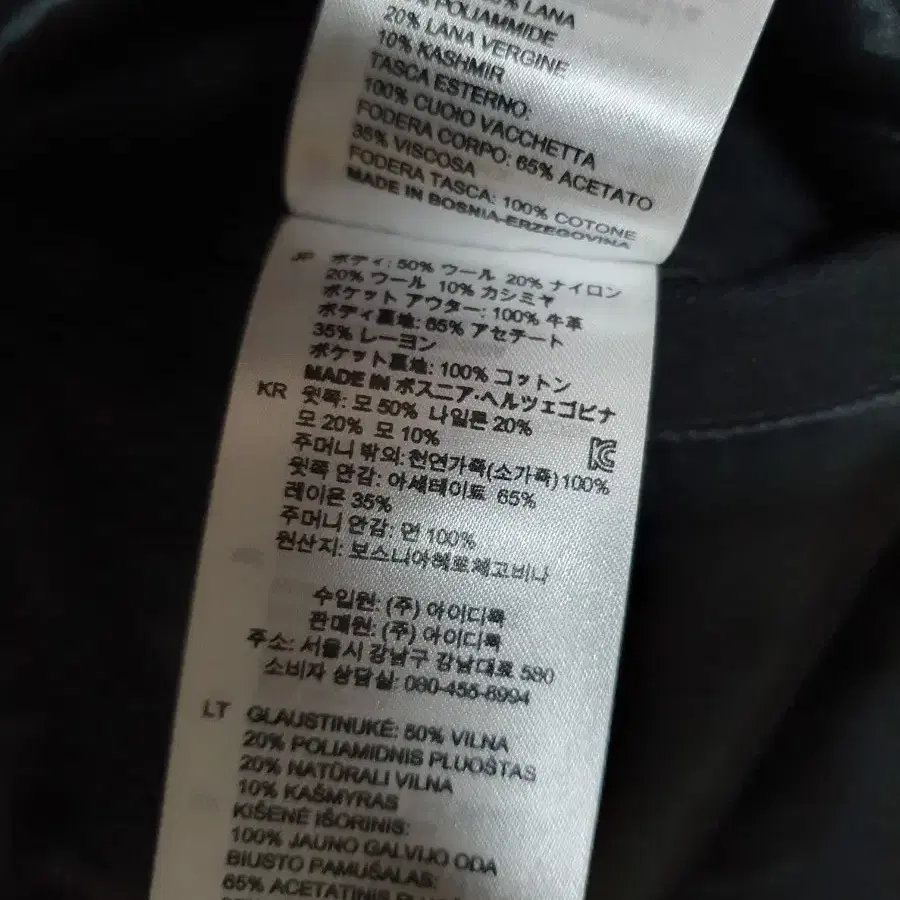 % LANA
% POLIAMMIDE
20% LANA VERGINE
10% KASHMIR
TASCA ESTERNO:
100% CUOIO VACCHETTA
FODERA CORPO: 65% ACETATO
35% VISCOSA
FODERA TASCA: 100% COTONE
MADE IN BOSNIA-ERZEGOVINA
JP ボディ: 50% ウール 20% ナイロン
20% ウール 10% カシミヤ
ポケット アウター: 100% 牛革
ボディ裏地: 65% アセテート
35% レーヨン
ポケット裏地: 100% コットン
MADE IN ボスニア・ヘルツェゴビナ
KR 윗쪽: 모 50% 나일론 20%
모 20% 모 10%
주머니 밖의: 천연가죽(소가죽)100%
윗쪽 안감: 아세테이트 65%
레이온 35%
주머니 안감: 면 100%
원산지: 보스니아헤르체고비나
수입원: (주) 아이디룩
판매원: (주) 아이디룩
주소: 서울시 강남구 강남대로 580
소비자 상담실: 080-455-8994
LT GLAUSTINUKĖ: 50% VILNA
20% POLIAMIDNIS PLUOŠTAS
20% NATŪRALI VILNA
10% KAŠMYRAS
KIŠENĖ IŠORINIS:
100% JAUNO GALVIJO ODA
BIUSTO PAMUŠALAS:
65% ACETATINIS